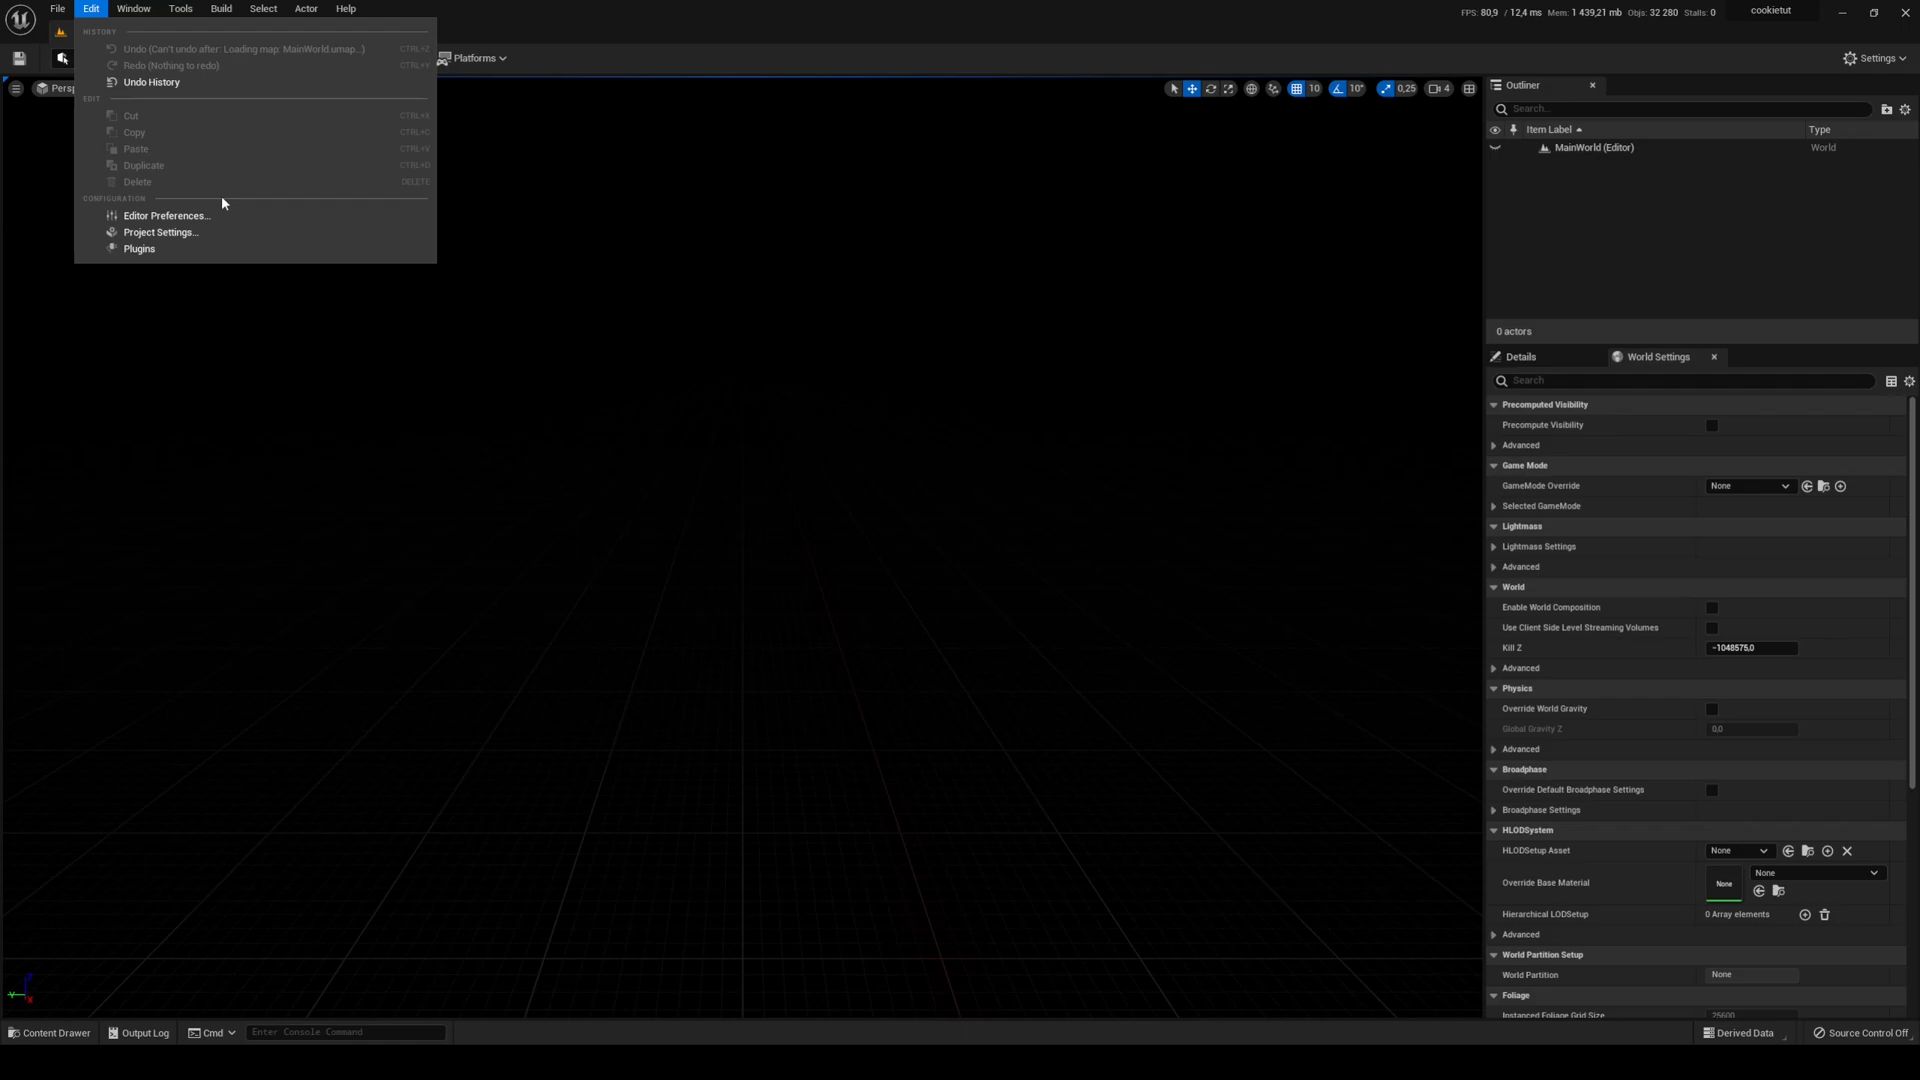 File Edit Window Tools Build Select Actor Help
FPS: 80,9 / 12,4 ms Mem: 1 439,21 mb Objs: 32 280 Stalls: 0 cookietut
HISTORY
Undo (Can't undo after: Loading map: MainWorld.umap...) CTRL+Z
Redo (Nothing to redo) CTRL+Y
Undo History
EDIT
Cut CTRL+X
Copy CTRL+C
Paste CTRL+V
Duplicate CTRL+D
Delete DELETE
CONFIGURATION
Editor Preferences...
Project Settings...
Plugins
Platforms
Settings
Persp
10 10° 0,25 4
Outliner
Search...
Item Label Type
MainWorld (Editor) World
0 actors
Details World Settings
Search
Precomputed Visibility
Precompute Visibility
Advanced
Game Mode
GameMode Override None
Selected GameMode
Lightmass
Lightmass Settings
Advanced
World
Enable World Composition
Use Client Side Level Streaming Volumes
Kill Z -1048575,0
Advanced
Physics
Override World Gravity
Global Gravity Z 0,0
Advanced
Broadphase
Override Default Broadphase Settings
Broadphase Settings
HLODSystem
HLODSetup Asset None
Override Base Material None None
Hierarchical LODSetup 0 Array elements
Advanced
World Partition Setup
World Partition None
Foliage
Instanced Foliage Grid Size 25600
Content Drawer Output Log Cmd Enter Console Command
Derived Data Source Control Off